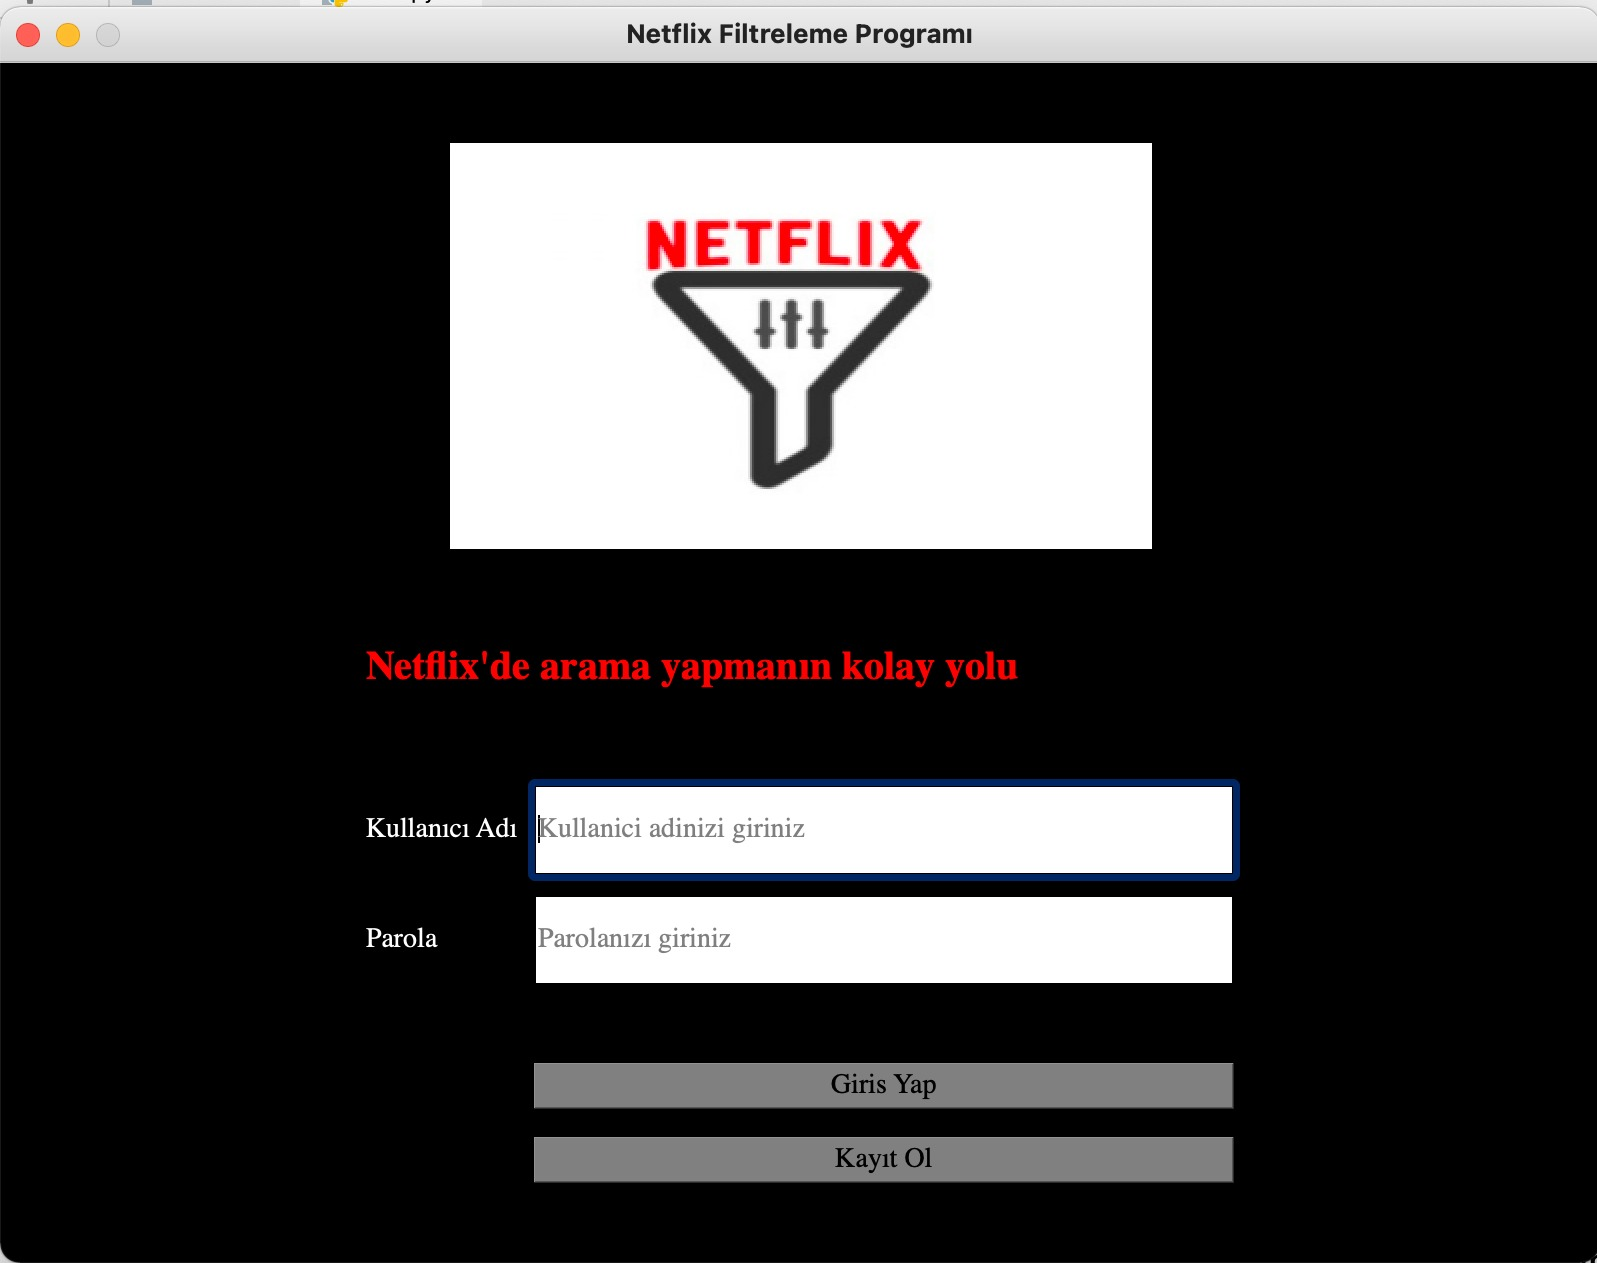 Netflix Filtreleme Programı
NETFLIX
Netflix'de arama yapmanın kolay yolu
Kullanıcı Adı
Kullanici adinizi giriniz
Parola
Parolanızı giriniz
Giris Yap
Kayıt Ol